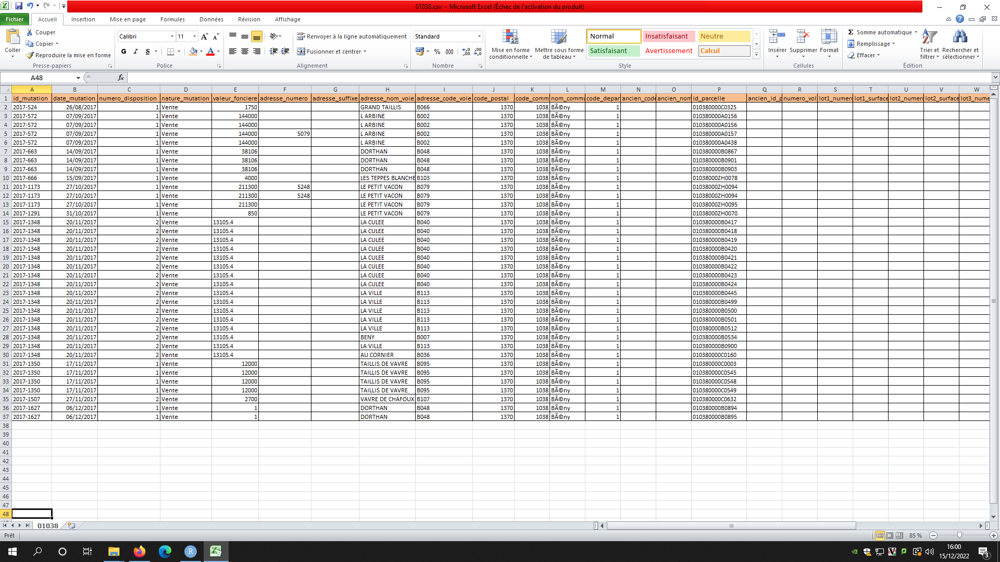 01038.csv - Microsoft Excel (Échec de l'activation du produit)
Fichier Accueil Insertion Mise en page Formules Données Révision Affichage
Coller
Couper
Copier
Reproduire la mise en forme
Presse-papiers
Calibri 11
G I S
Police
Renvoyer à la ligne automatiquement
Fusionner et centrer
Alignement
Standard
% 000
Nombre
Mise en forme conditionnelle
Mettre sous forme de tableau
Normal Insatisfaisant Neutre
Satisfaisant Avertissement Calcul
Style
Insérer Supprimer Format
Cellules
Somme automatique
Remplissage
Effacer
Trier et filtrer
Rechercher et sélectionner
Édition
A48 fx
A B C D E F G H I J K L M N O P Q R S T U V W
1 id_mutation date_mutation numero_disposition nature_mutation valeur_fonciere adresse_numero adresse_suffixe adresse_nom_voie adresse_code_voie code_postal code_comm nom_commu code_depar ancien_code ancien_nom id_parcelle ancien_id_p numero_vol lot1_numero lot1_surface lot2_numero lot2_surface lot3_nume
2 2017-524 26/08/2017 1 Vente 1750 GRAND TAILLIS B066 1370 1038 BÃ©ny 1 010380000C0325
3 2017-572 07/09/2017 1 Vente 144000 L ARBINE B002 1370 1038 BÃ©ny 1 010380000A0156
4 2017-572 07/09/2017 1 Vente 144000 L ARBINE B002 1370 1038 BÃ©ny 1 010380000A0156
5 2017-572 07/09/2017 1 Vente 144000 5079 L ARBINE B002 1370 1038 BÃ©ny 1 010380000A0157
6 2017-572 07/09/2017 1 Vente 144000 L ARBINE B002 1370 1038 BÃ©ny 1 010380000A0438
7 2017-663 14/09/2017 1 Vente 38106 DORTHAN B048 1370 1038 BÃ©ny 1 010380000B0867
8 2017-663 14/09/2017 1 Vente 38106 DORTHAN B048 1370 1038 BÃ©ny 1 010380000B0901
9 2017-663 14/09/2017 1 Vente 38106 DORTHAN B048 1370 1038 BÃ©ny 1 010380000B0903
10 2017-666 15/09/2017 1 Vente 4000 LES TEPPES BLANCHE B103 1370 1038 BÃ©ny 1 01038000ZH0078
11 2017-1173 27/10/2017 1 Vente 211300 5248 LE PETIT VACON B079 1370 1038 BÃ©ny 1 01038000ZH0094
12 2017-1173 27/10/2017 1 Vente 211300 5248 LE PETIT VACON B079 1370 1038 BÃ©ny 1 01038000ZH0094
13 2017-1173 27/10/2017 1 Vente 211300 LE PETIT VACON B079 1370 1038 BÃ©ny 1 01038000ZH0095
14 2017-1291 31/10/2017 1 Vente 850 LE PETIT VACON B079 1370 1038 BÃ©ny 1 01038000ZH0070
15 2017-1348 20/11/2017 2 Vente 13105.4 LA CULEE B040 1370 1038 BÃ©ny 1 010380000B0417
16 2017-1348 20/11/2017 2 Vente 13105.4 LA CULEE B040 1370 1038 BÃ©ny 1 010380000B0418
17 2017-1348 20/11/2017 2 Vente 13105.4 LA CULEE B040 1370 1038 BÃ©ny 1 010380000B0419
18 2017-1348 20/11/2017 2 Vente 13105.4 LA CULEE B040 1370 1038 BÃ©ny 1 010380000B0420
19 2017-1348 20/11/2017 2 Vente 13105.4 LA CULEE B040 1370 1038 BÃ©ny 1 010380000B0421
20 2017-1348 20/11/2017 2 Vente 13105.4 LA CULEE B040 1370 1038 BÃ©ny 1 010380000B0422
21 2017-1348 20/11/2017 2 Vente 13105.4 LA CULEE B040 1370 1038 BÃ©ny 1 010380000B0423
22 2017-1348 20/11/2017 2 Vente 13105.4 LA CULEE B040 1370 1038 BÃ©ny 1 010380000B0424
23 2017-1348 20/11/2017 2 Vente 13105.4 LA VILLE B113 1370 1038 BÃ©ny 1 010380000B0445
24 2017-1348 20/11/2017 2 Vente 13105.4 LA VILLE B113 1370 1038 BÃ©ny 1 010380000B0499
25 2017-1348 20/11/2017 2 Vente 13105.4 LA VILLE B113 1370 1038 BÃ©ny 1 010380000B0500
26 2017-1348 20/11/2017 2 Vente 13105.4 LA VILLE B113 1370 1038 BÃ©ny 1 010380000B0501
27 2017-1348 20/11/2017 2 Vente 13105.4 LA VILLE B113 1370 1038 BÃ©ny 1 010380000B0512
28 2017-1348 20/11/2017 2 Vente 13105.4 BENY B007 1370 1038 BÃ©ny 1 010380000B0534
29 2017-1348 20/11/2017 2 Vente 13105.4 LA VILLE B113 1370 1038 BÃ©ny 1 010380000B0900
30 2017-1348 20/11/2017 2 Vente 13105.4 AU CORNIER B036 1370 1038 BÃ©ny 1 010380000C0160
31 2017-1350 17/11/2017 1 Vente 12000 TAILLIS DE VAVRE B095 1370 1038 BÃ©ny 1 010380000C0003
32 2017-1350 17/11/2017 1 Vente 12000 TAILLIS DE VAVRE B095 1370 1038 BÃ©ny 1 010380000C0545
33 2017-1350 17/11/2017 1 Vente 12000 TAILLIS DE VAVRE B095 1370 1038 BÃ©ny 1 010380000C0548
34 2017-1350 17/11/2017 1 Vente 12000 TAILLIS DE VAVRE B095 1370 1038 BÃ©ny 1 010380000C0549
35 2017-1507 27/11/2017 2 Vente 2700 VAVRE DE CHAFOUX B107 1370 1038 BÃ©ny 1 010380000C0632
36 2017-1627 06/12/2017 1 Vente 1 DORTHAN B048 1370 1038 BÃ©ny 1 010380000B0894
37 2017-1627 06/12/2017 1 Vente 1 DORTHAN B048 1370 1038 BÃ©ny 1 010380000B0895
38
39
40
41
42
43
44
45
46
47
48
01038
Prêt 85 %
16:00
15/12/2022
3